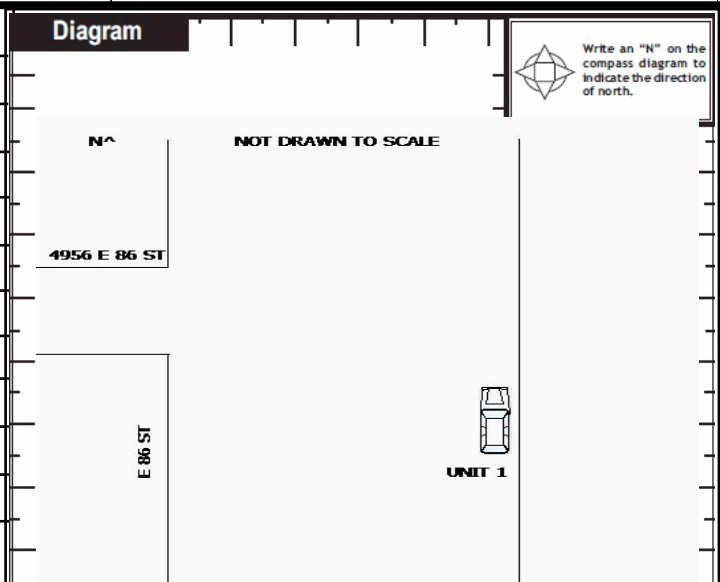 Diagram
Write an “N” on the
compass diagram to
indicate the direction
of north.
N^
NOT DRAWN TO SCALE
4956 E 86 ST
E 86 ST
UNIT 1